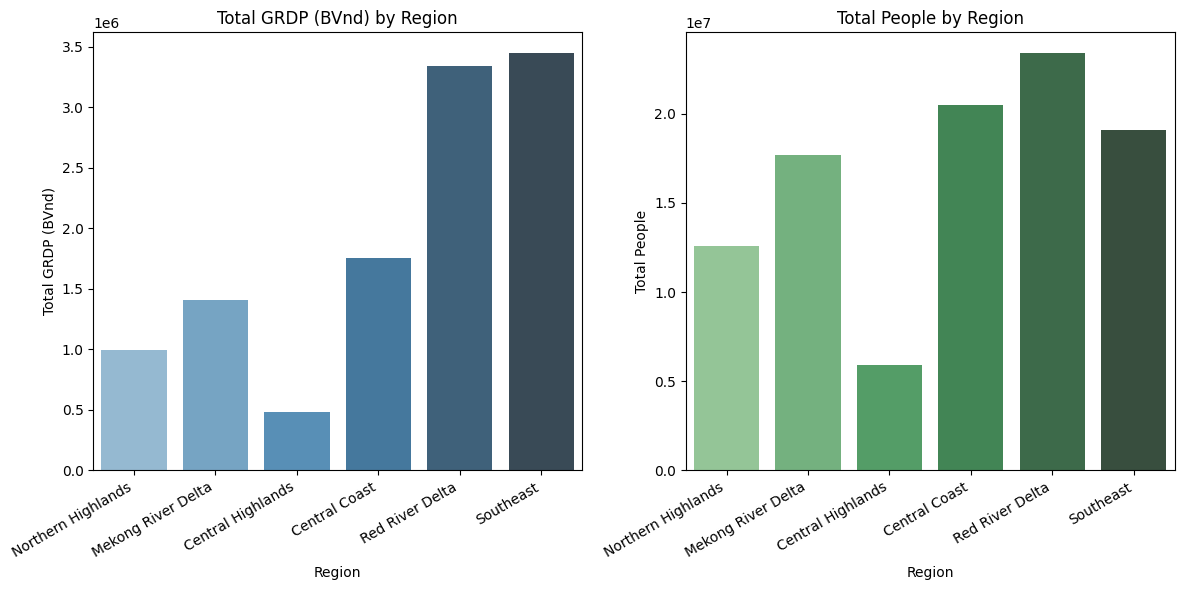 Total GRDP (BVnd) by Region
1e6
Total GRDP (BVnd)
3.5
3.0
2.5
2.0
1.5
1.0
0.5
0.0
Northern Highlands
Mekong River Delta
Central Highlands
Central Coast
Red River Delta
Southeast
Region
Total People by Region
1e7
Total People
2.0
1.5
1.0
0.5
0.0
Northern Highlands
Mekong River Delta
Central Highlands
Central Coast
Red River Delta
Southeast
Region